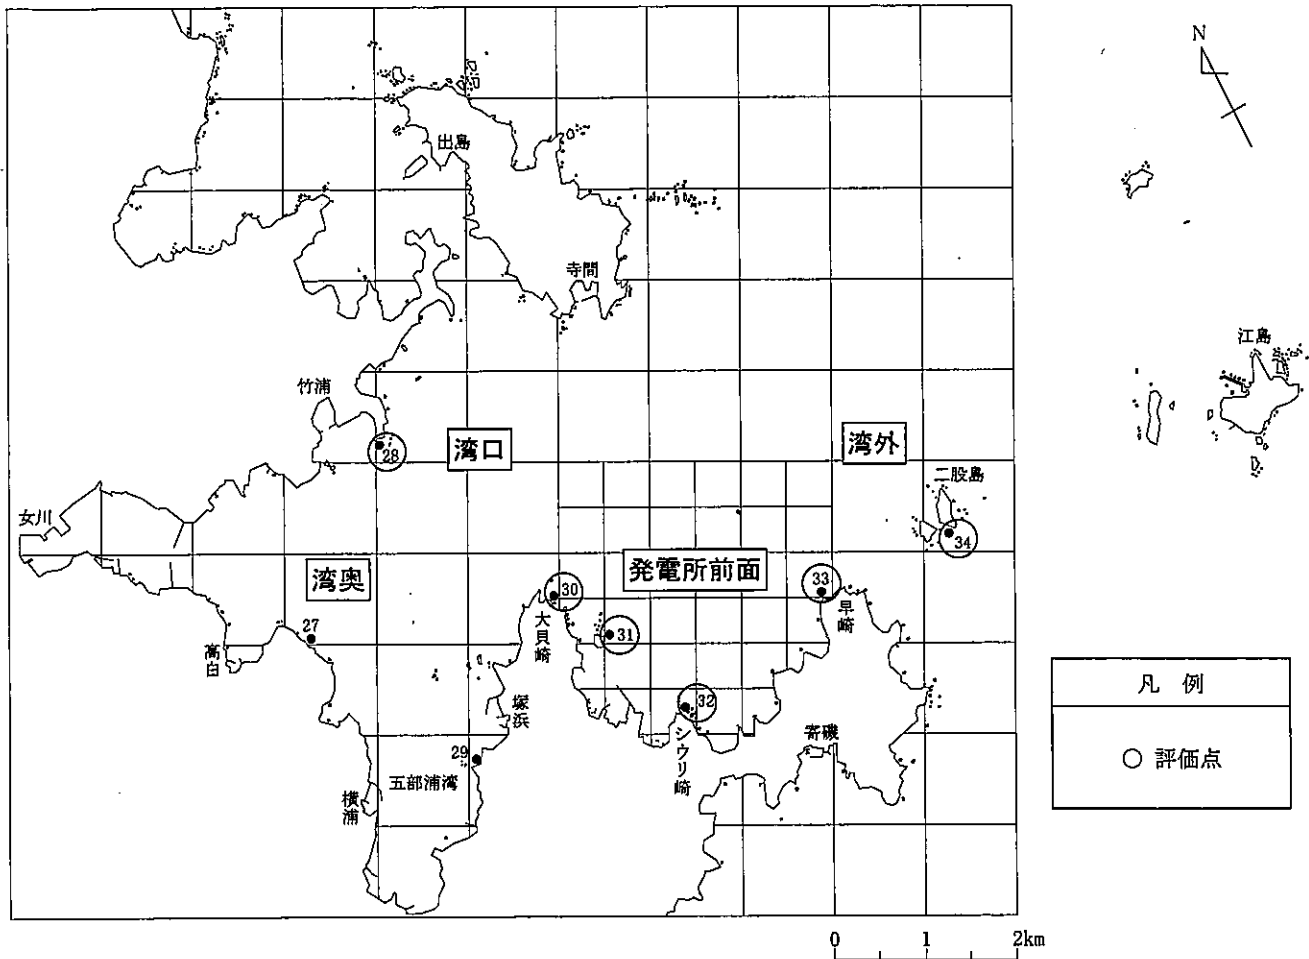 N
出島
寺間
江島
竹浦
28
湾口
湾外
二股島
34
女川
湾奥
発電所前面
30
33
27
31
大貝崎
早崎
高白
32
塚浜
シウリ崎
寄磯
29
五部浦湾
横浦
凡 例
○ 評価点
0 1 2km